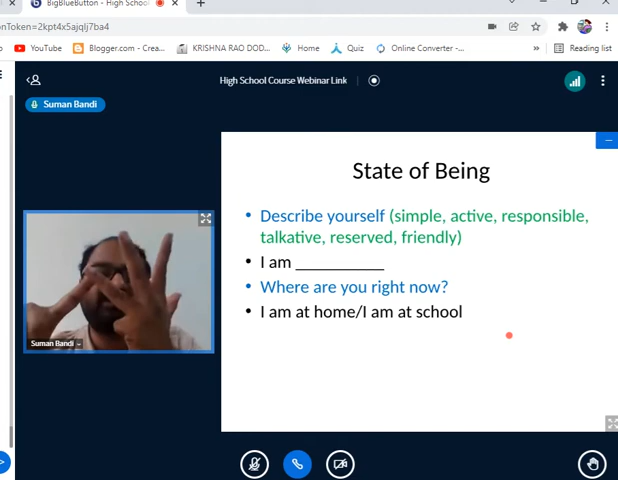 BigBlueButton - High School
onToken=2kpt4x5ajqlj7ba4
YouTube
Blogger.com - Crea...
KRISHNA RAO DOD...
Home
Quiz
Online Converter -...
»
Reading list
High School Course Webinar Link
Suman Bandi
State of Being
• Describe yourself (simple, active, responsible,
talkative, reserved, friendly)
• I am __________
• Where are you right now?
• I am at home/I am at school
Suman Bandi